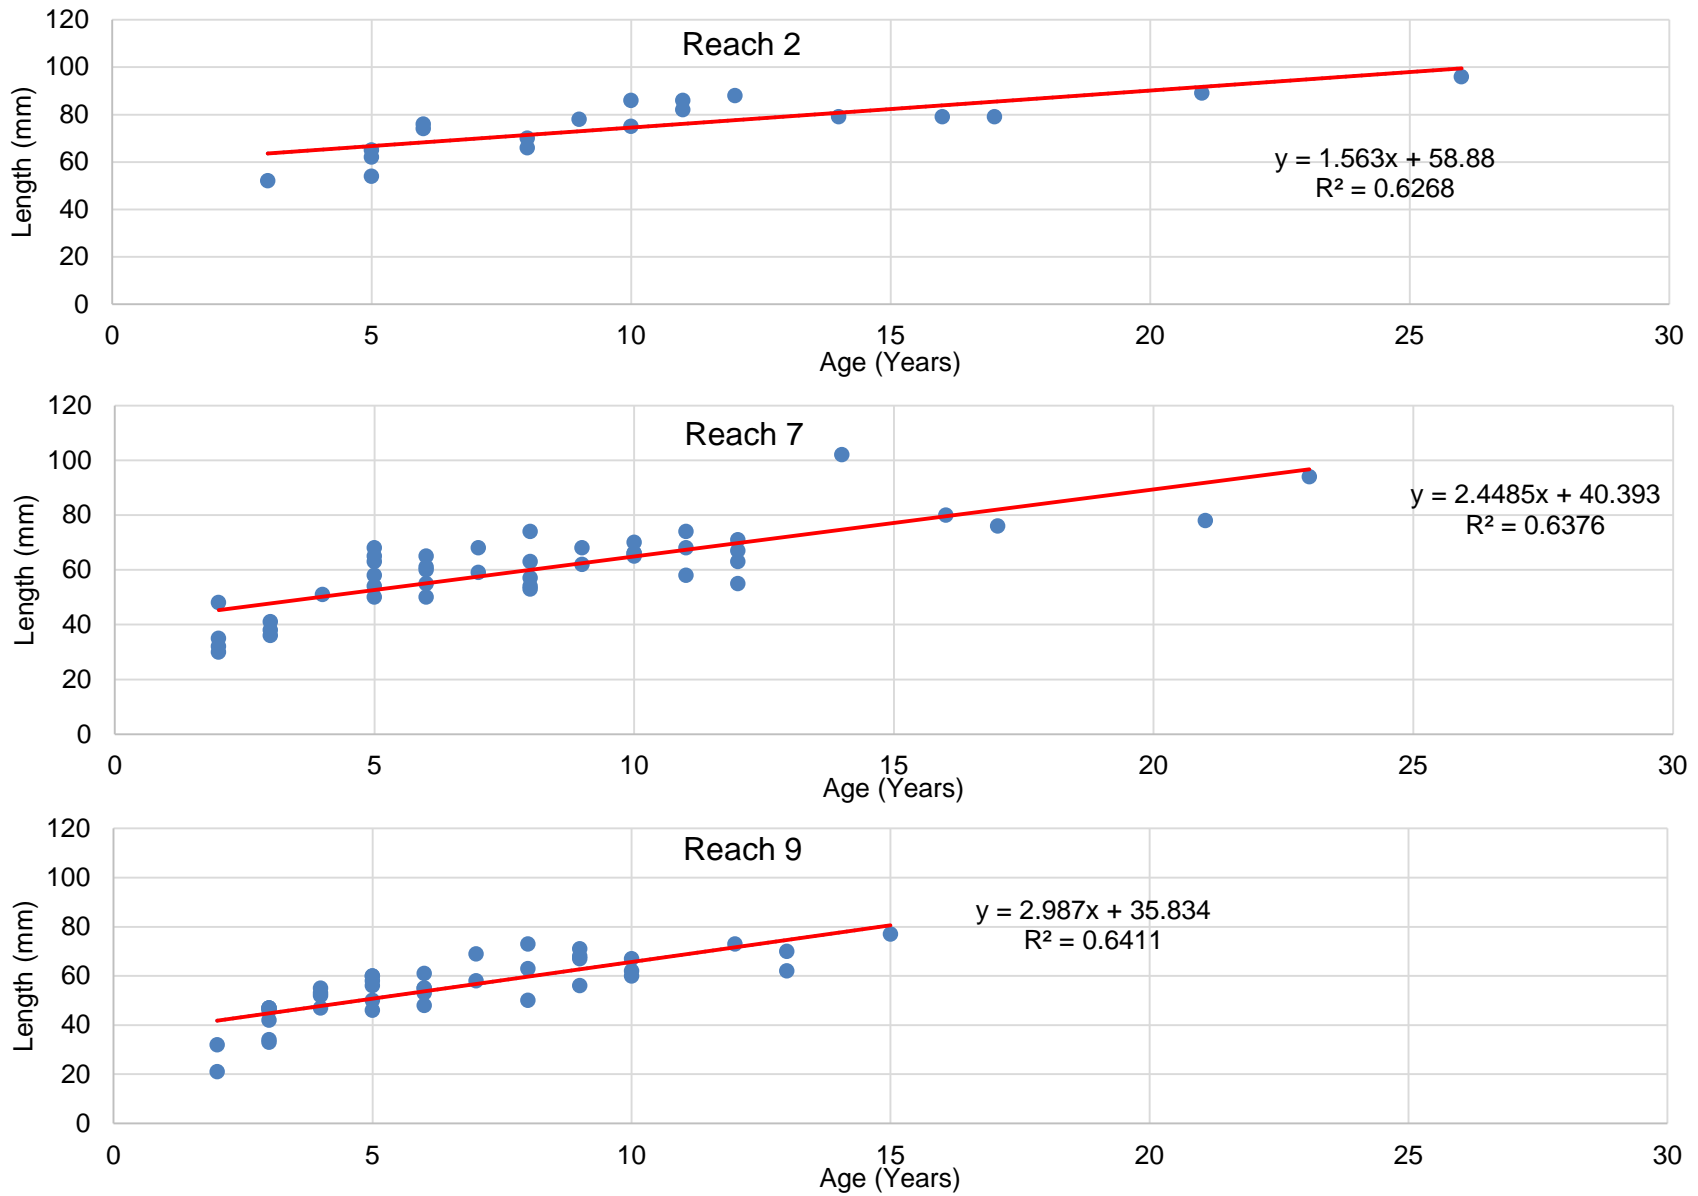 Reach 2
Length (mm)
120
100
80
60
40
20
0
y = 1.563x + 58.88
R² = 0.6268
0 5 10 15 20 25 30
Age (Years)
Reach 7
Length (mm)
120
100
80
60
40
20
0
y = 2.4485x + 40.393
R² = 0.6376
0 5 10 15 20 25 30
Age (Years)
Reach 9
Length (mm)
120
100
80
60
40
20
0
y = 2.987x + 35.834
R² = 0.6411
0 5 10 15 20 25 30
Age (Years)